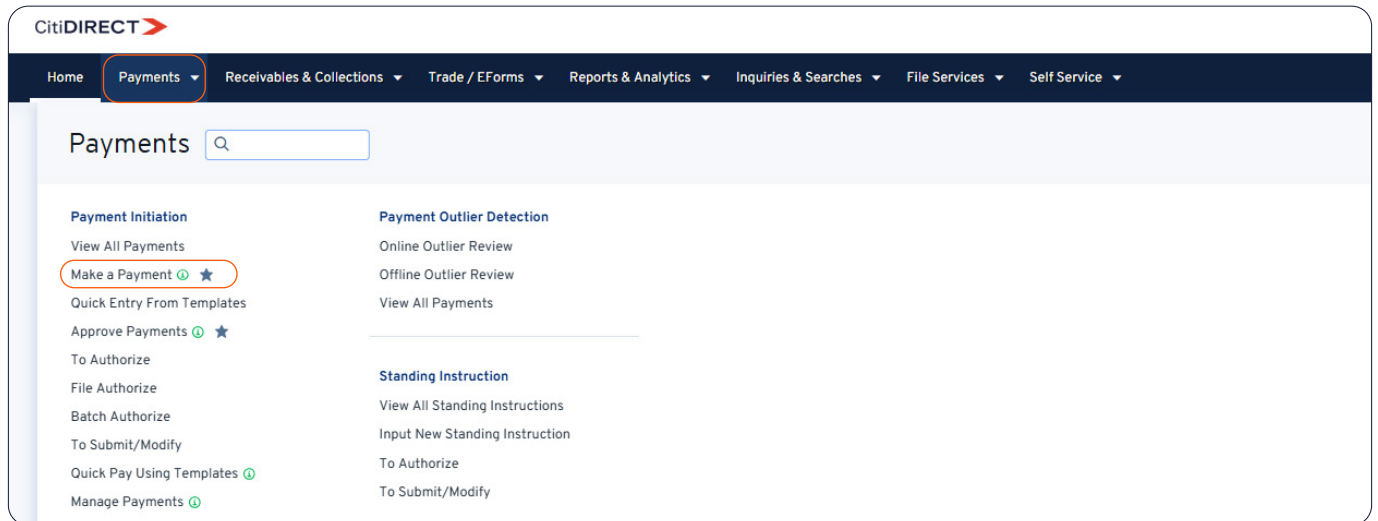 CitiDIRECT
Home Payments Receivables & Collections Trade / EForms Reports & Analytics Inquiries & Searches File Services Self Service
Payments
Payment Initiation
View All Payments
Make a Payment
Quick Entry From Templates
Approve Payments
To Authorize
File Authorize
Batch Authorize
To Submit/Modify
Quick Pay Using Templates
Manage Payments
Payment Outlier Detection
Online Outlier Review
Offline Outlier Review
View All Payments
Standing Instruction
View All Standing Instructions
Input New Standing Instruction
To Authorize
To Submit/Modify